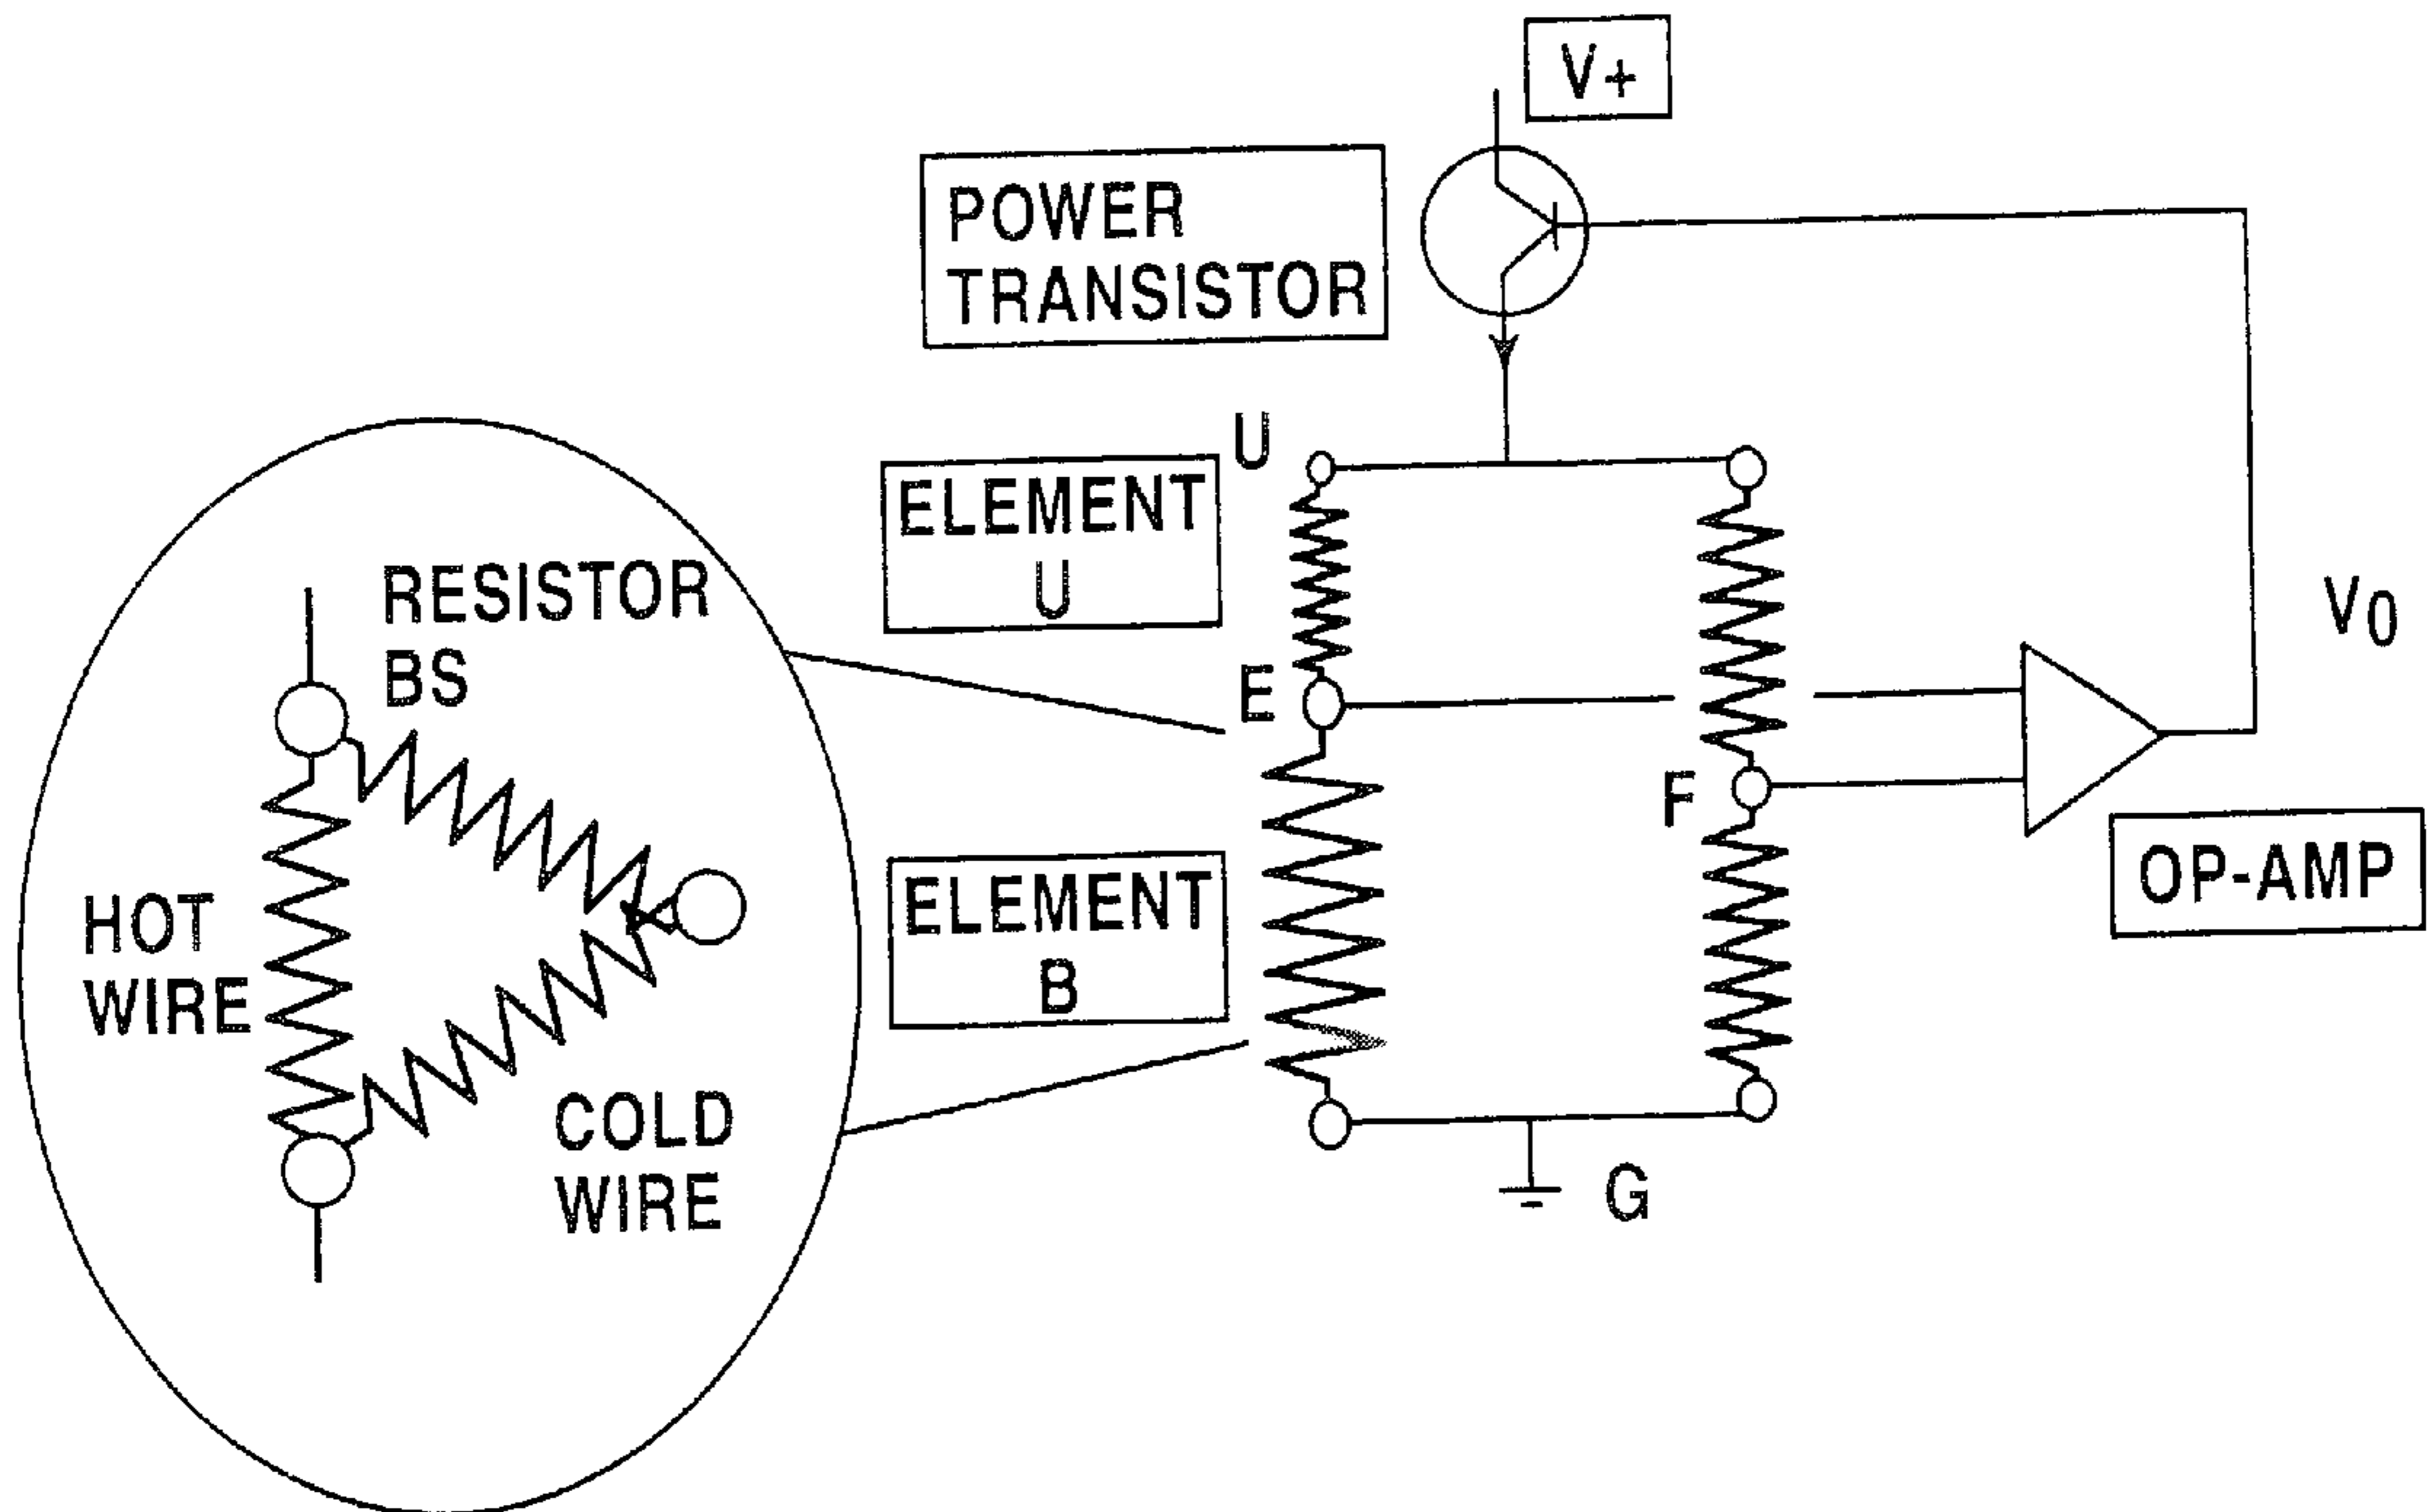 V+
POWER
TRANSISTOR
U
ELEMENT
U
RESISTOR
BS
E
V0
F
HOT
WIRE
ELEMENT
B
OP-AMP
COLD
WIRE
G